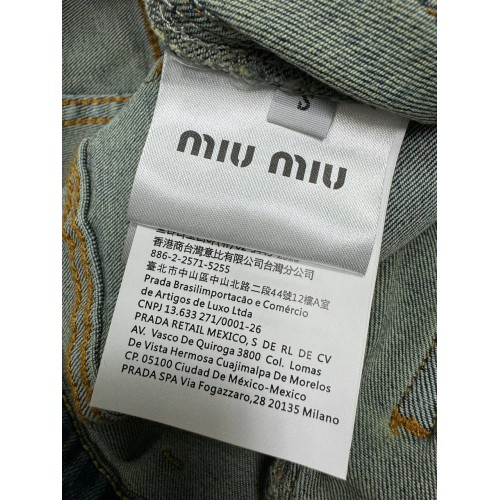 S
miu miu
香港商台灣意比有限公司台灣分公司
886-2-2571-5255
臺北市中山區中山北路二段44號12樓A室
Prada Brasilimportacão e Comércio
de Artigos de Luxo Ltda
CNPJ 13.633 271/0001-26
PRADA RETAIL MEXICO, S DE RL DE CV
AV. Vasco De Quiroga 3800 Col. Lomas
De Vista Hermosa Cuajimalpa De Morelos
CP. 05100 Ciudad De México-Mexico
PRADA SPA Via Fogazzaro,28 20135 Milano